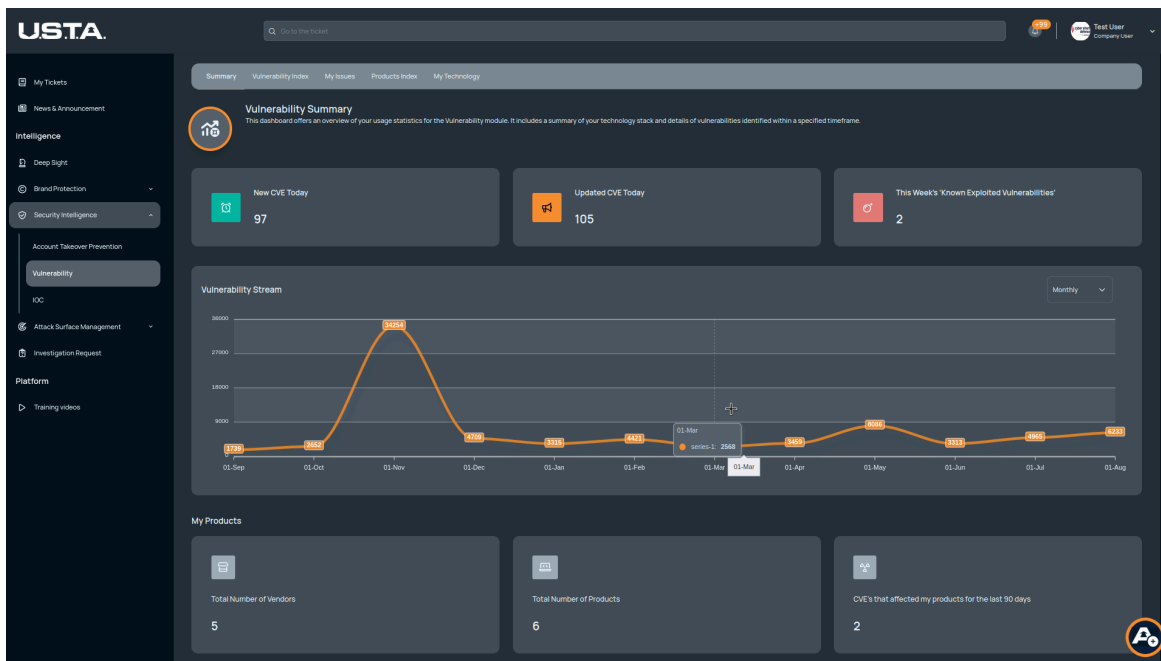 U.S.T.A.
Go to the ticket
+99
Test User
Company User
My Tickets
News & Announcement
Intelligence
Deep Sight
Brand Protection
Security Intelligence
Account Takeover Prevention
Vulnerability
IOC
Attack Surface Management
Investigation Request
Platform
Training videos
Summary Vulnerability Index My Issues Products Index My Technology
Vulnerability Summary
This dashboard offers an overview of your usage statistics for the Vulnerability module. It includes a summary of your technology stack and details of vulnerabilities identified within a specified timeframe.
New CVE Today
97
Updated CVE Today
105
This Week's 'Known Exploited Vulnerabilities'
2
Vulnerability Stream
Monthly
36000
27000
18000
9000
0
1739
2652
34254
4709
3315
4421
01-Mar
series-1: 2568
3459
8086
3313
4965
6233
01-Sep 01-Oct 01-Nov 01-Dec 01-Jan 01-Feb 01-Mar 01-Mar 01-Apr 01-May 01-Jun 01-Jul 01-Aug
My Products
Total Number of Vendors
5
Total Number of Products
6
CVE's that affected my products for the last 90 days
2